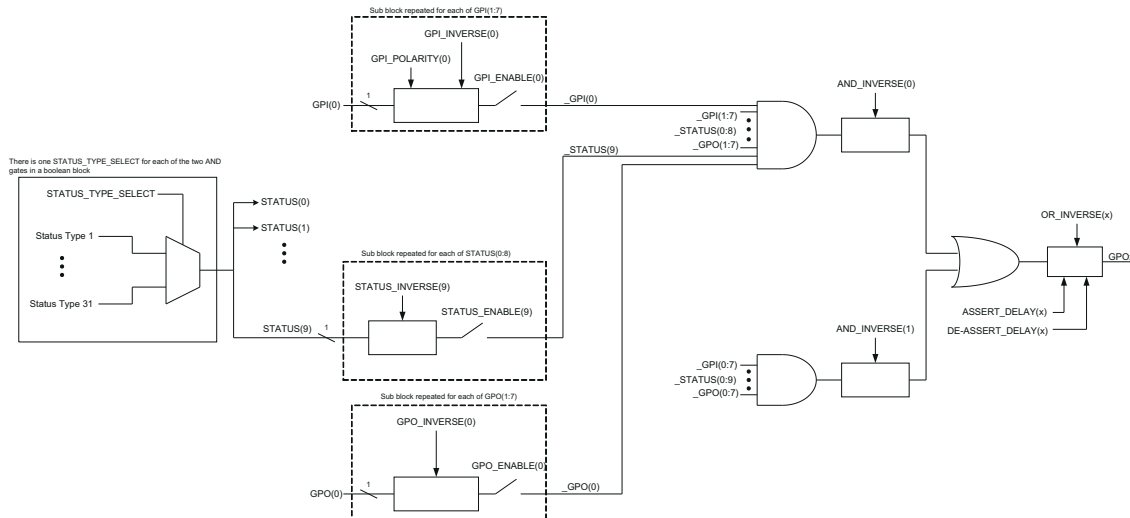 Sub block repeated for each of GPI(1:7)
GPI_INVERSE(0)
GPI_POLARITY(0)
GPI_ENABLE(0)
GPI(0)
1
_GPI(0)
_GPI(1:7)
_STATUS(0:8)
_GPO(1:7)
AND_INVERSE(0)
There is one STATUS_TYPE_SELECT for each of the two AND
gates in a boolean block
STATUS_TYPE_SELECT
Status Type 1
Status Type 31
STATUS(0)
STATUS(1)
_STATUS(9)
Sub block repeated for each of STATUS(0:8)
STATUS_INVERSE(9)
STATUS_ENABLE(9)
STATUS(9)
1
OR_INVERSE(x)
GPO
ASSERT_DELAY(x)
DE-ASSERT_DELAY(x)
AND_INVERSE(1)
_GPI(0:7)
_STATUS(0:9)
_GPO(0:7)
Sub block repeated for each of GPO(1:7)
GPO_INVERSE(0)
GPO_ENABLE(0)
GPO(0)
1
_GPO(0)